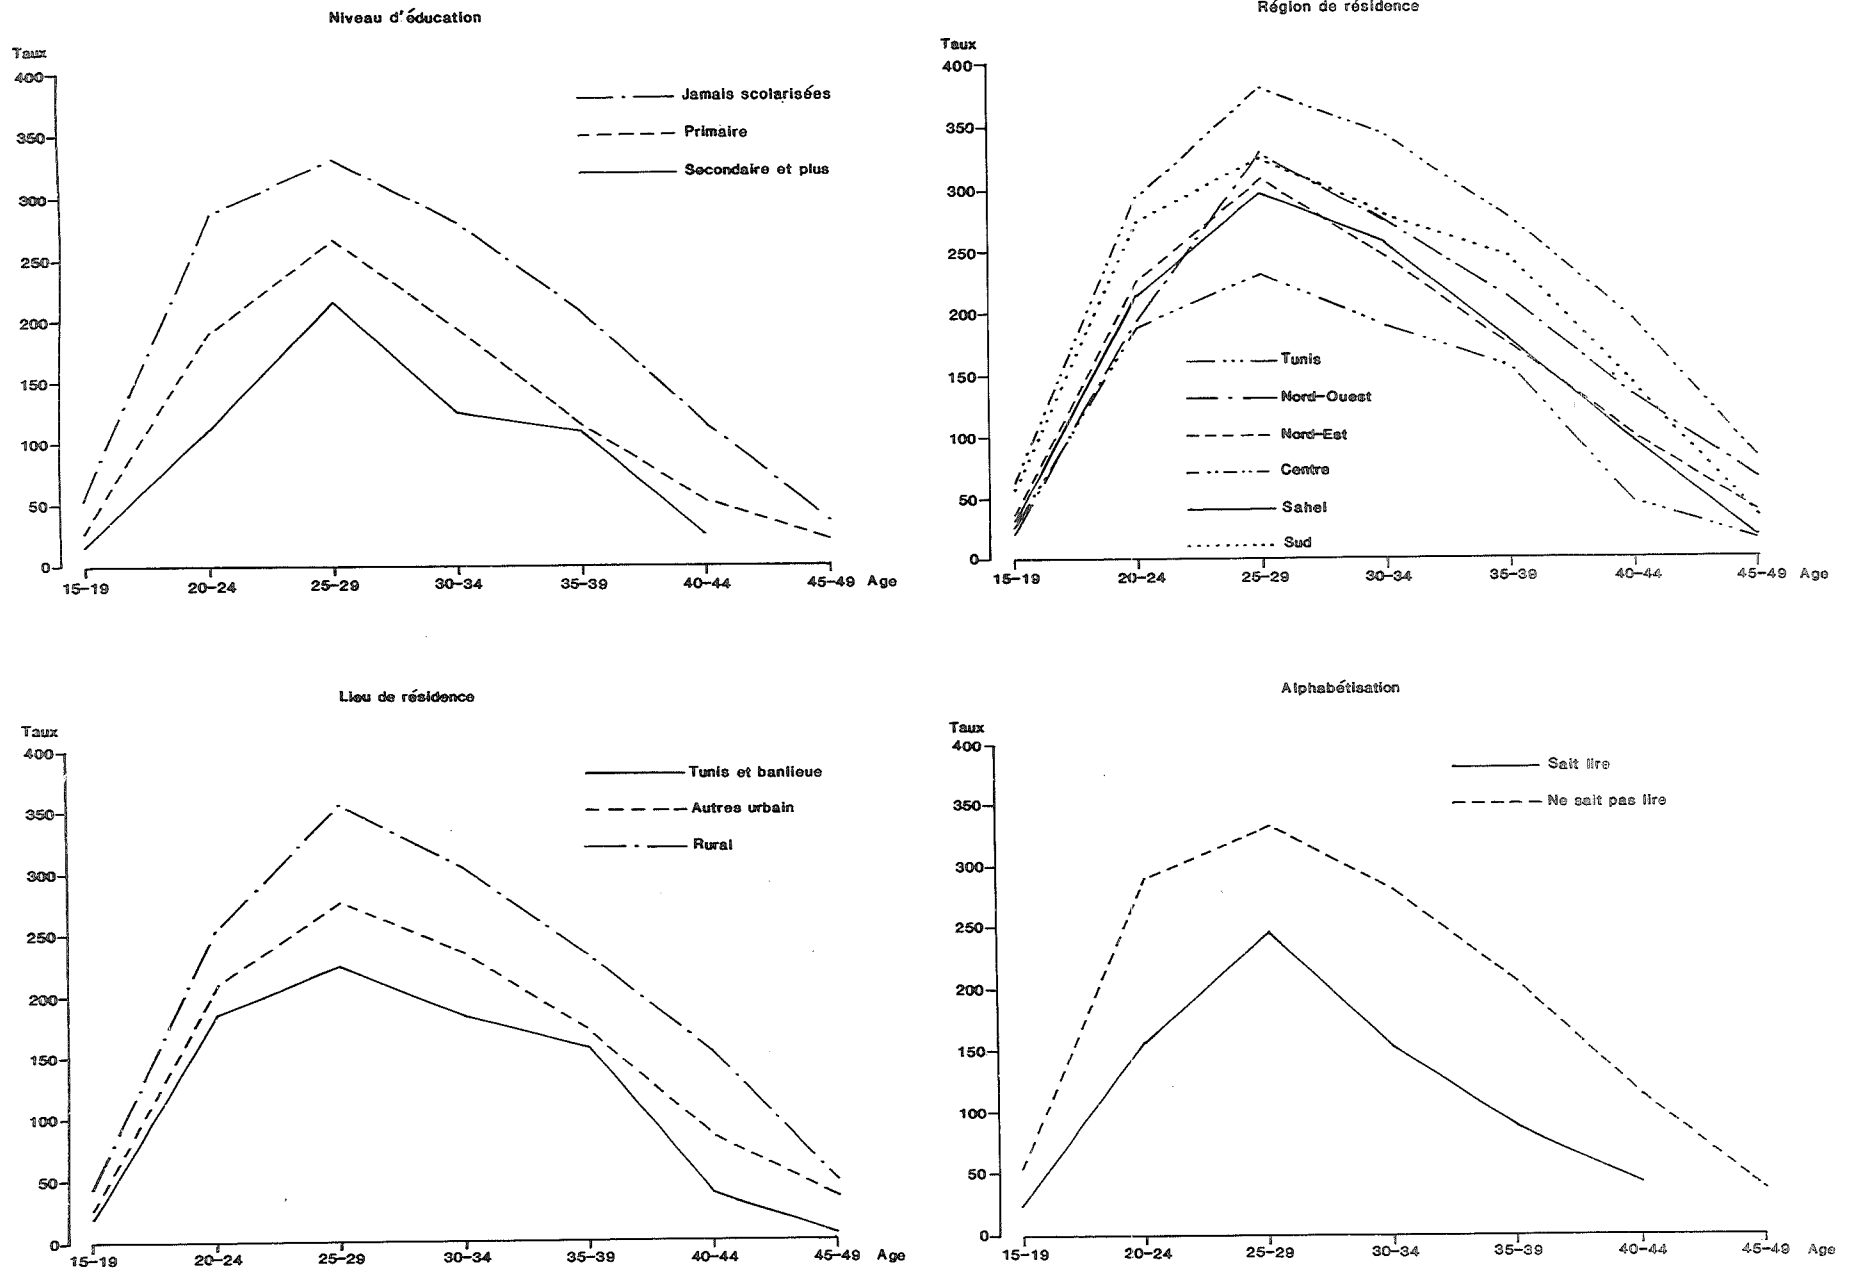 Niveau d'éducation
Taux
400
350
300
250
200
150
100
50
0
Jamais scolarisées
Primaire
Secondaire et plus
15-19 20-24 25-29 30-34 35-39 40-44 45-49 Age
Région de résidence
Taux
400
350
300
250
200
150
100
50
0
Tunis
Nord-Ouest
Nord-Est
Centre
Sahel
Sud
15-19 20-24 25-29 30-34 35-39 40-44 45-49 Age
Lieu de résidence
Taux
400
350
300
250
200
150
100
50
0
Tunis et banlieue
Autres urbain
Rural
15-19 20-24 25-29 30-34 35-39 40-44 45-49 Age
Alphabétisation
Taux
400
350
300
250
200
150
100
50
0
Sait lire
Ne sait pas lire
15-19 20-24 25-29 30-34 35-39 40-44 45-49 Age